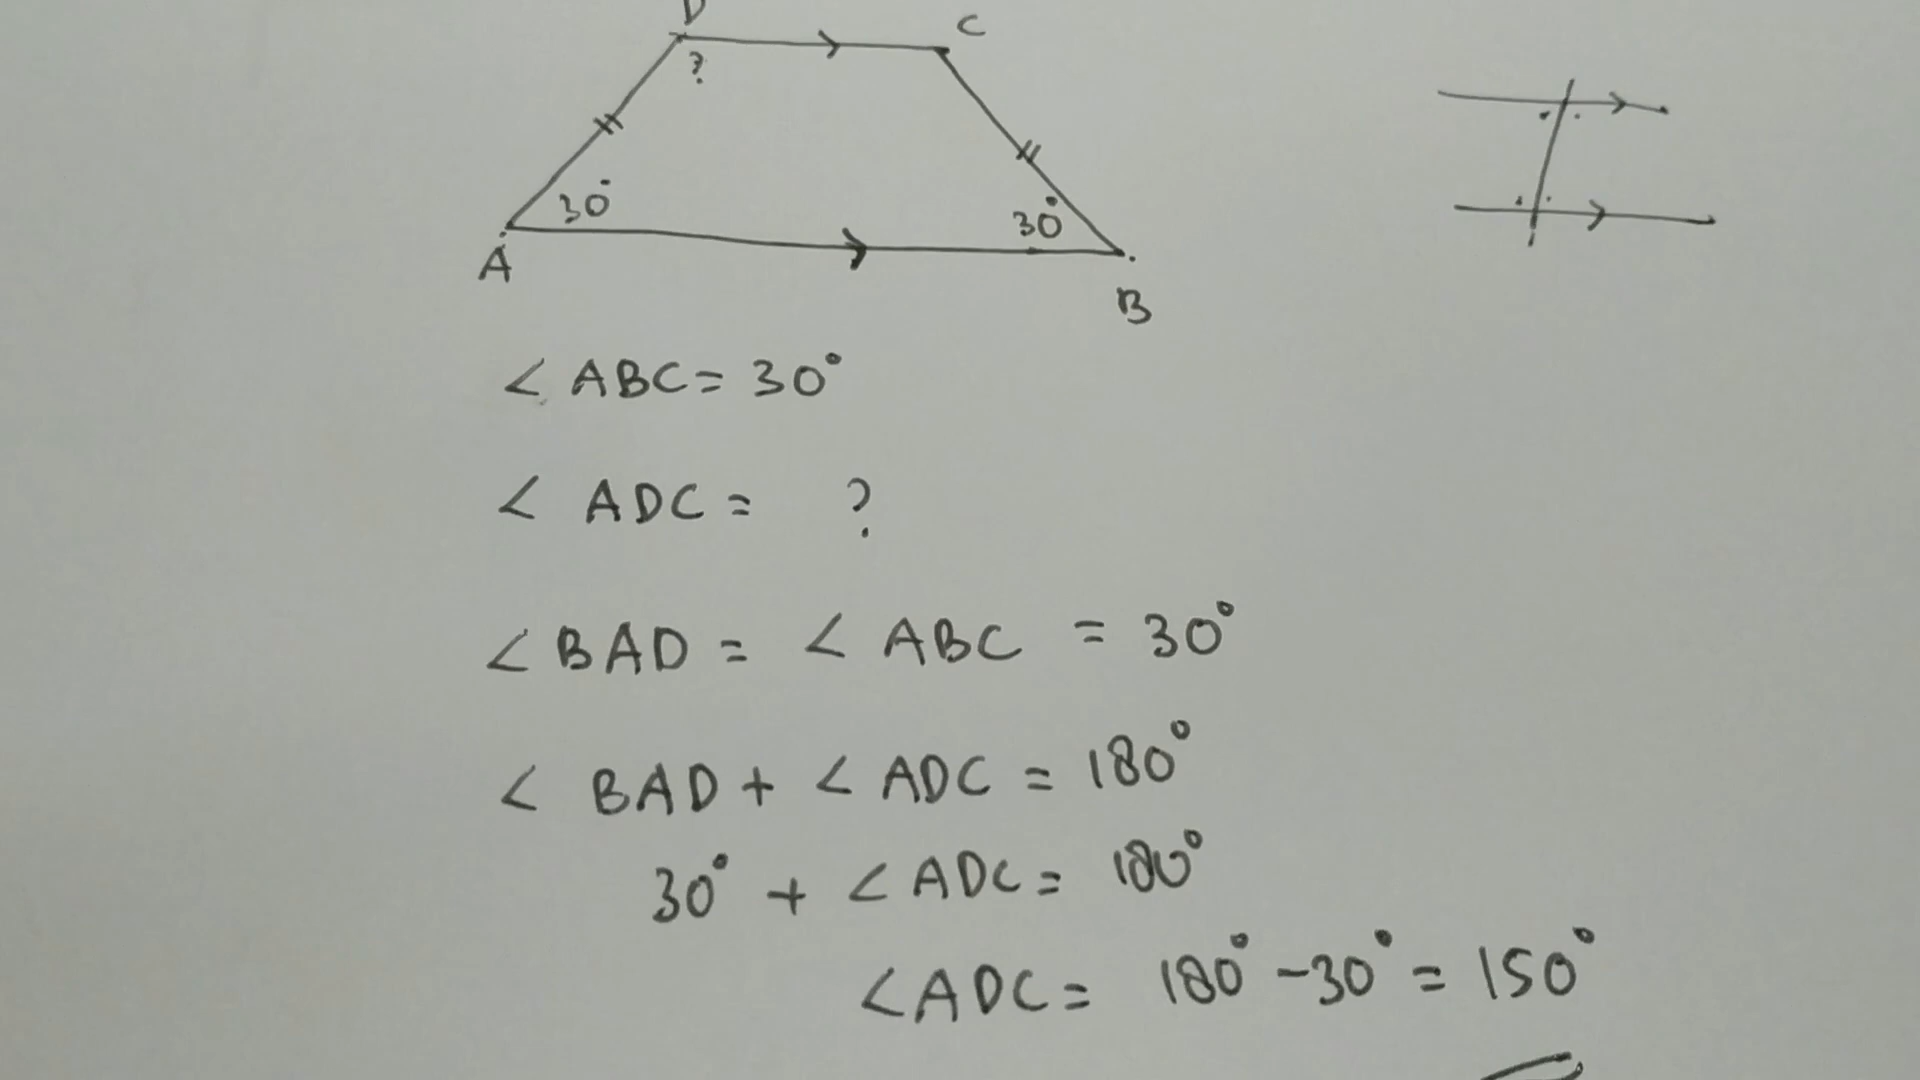 D C
?
30°
30°
A
B
∠ ABC = 30°
∠ ADC = ?
∠ BAD = ∠ ABC = 30°
∠ BAD + ∠ ADC = 180°
30° + ∠ ADC = 180°
∠ ADC = 180° - 30° = 150°